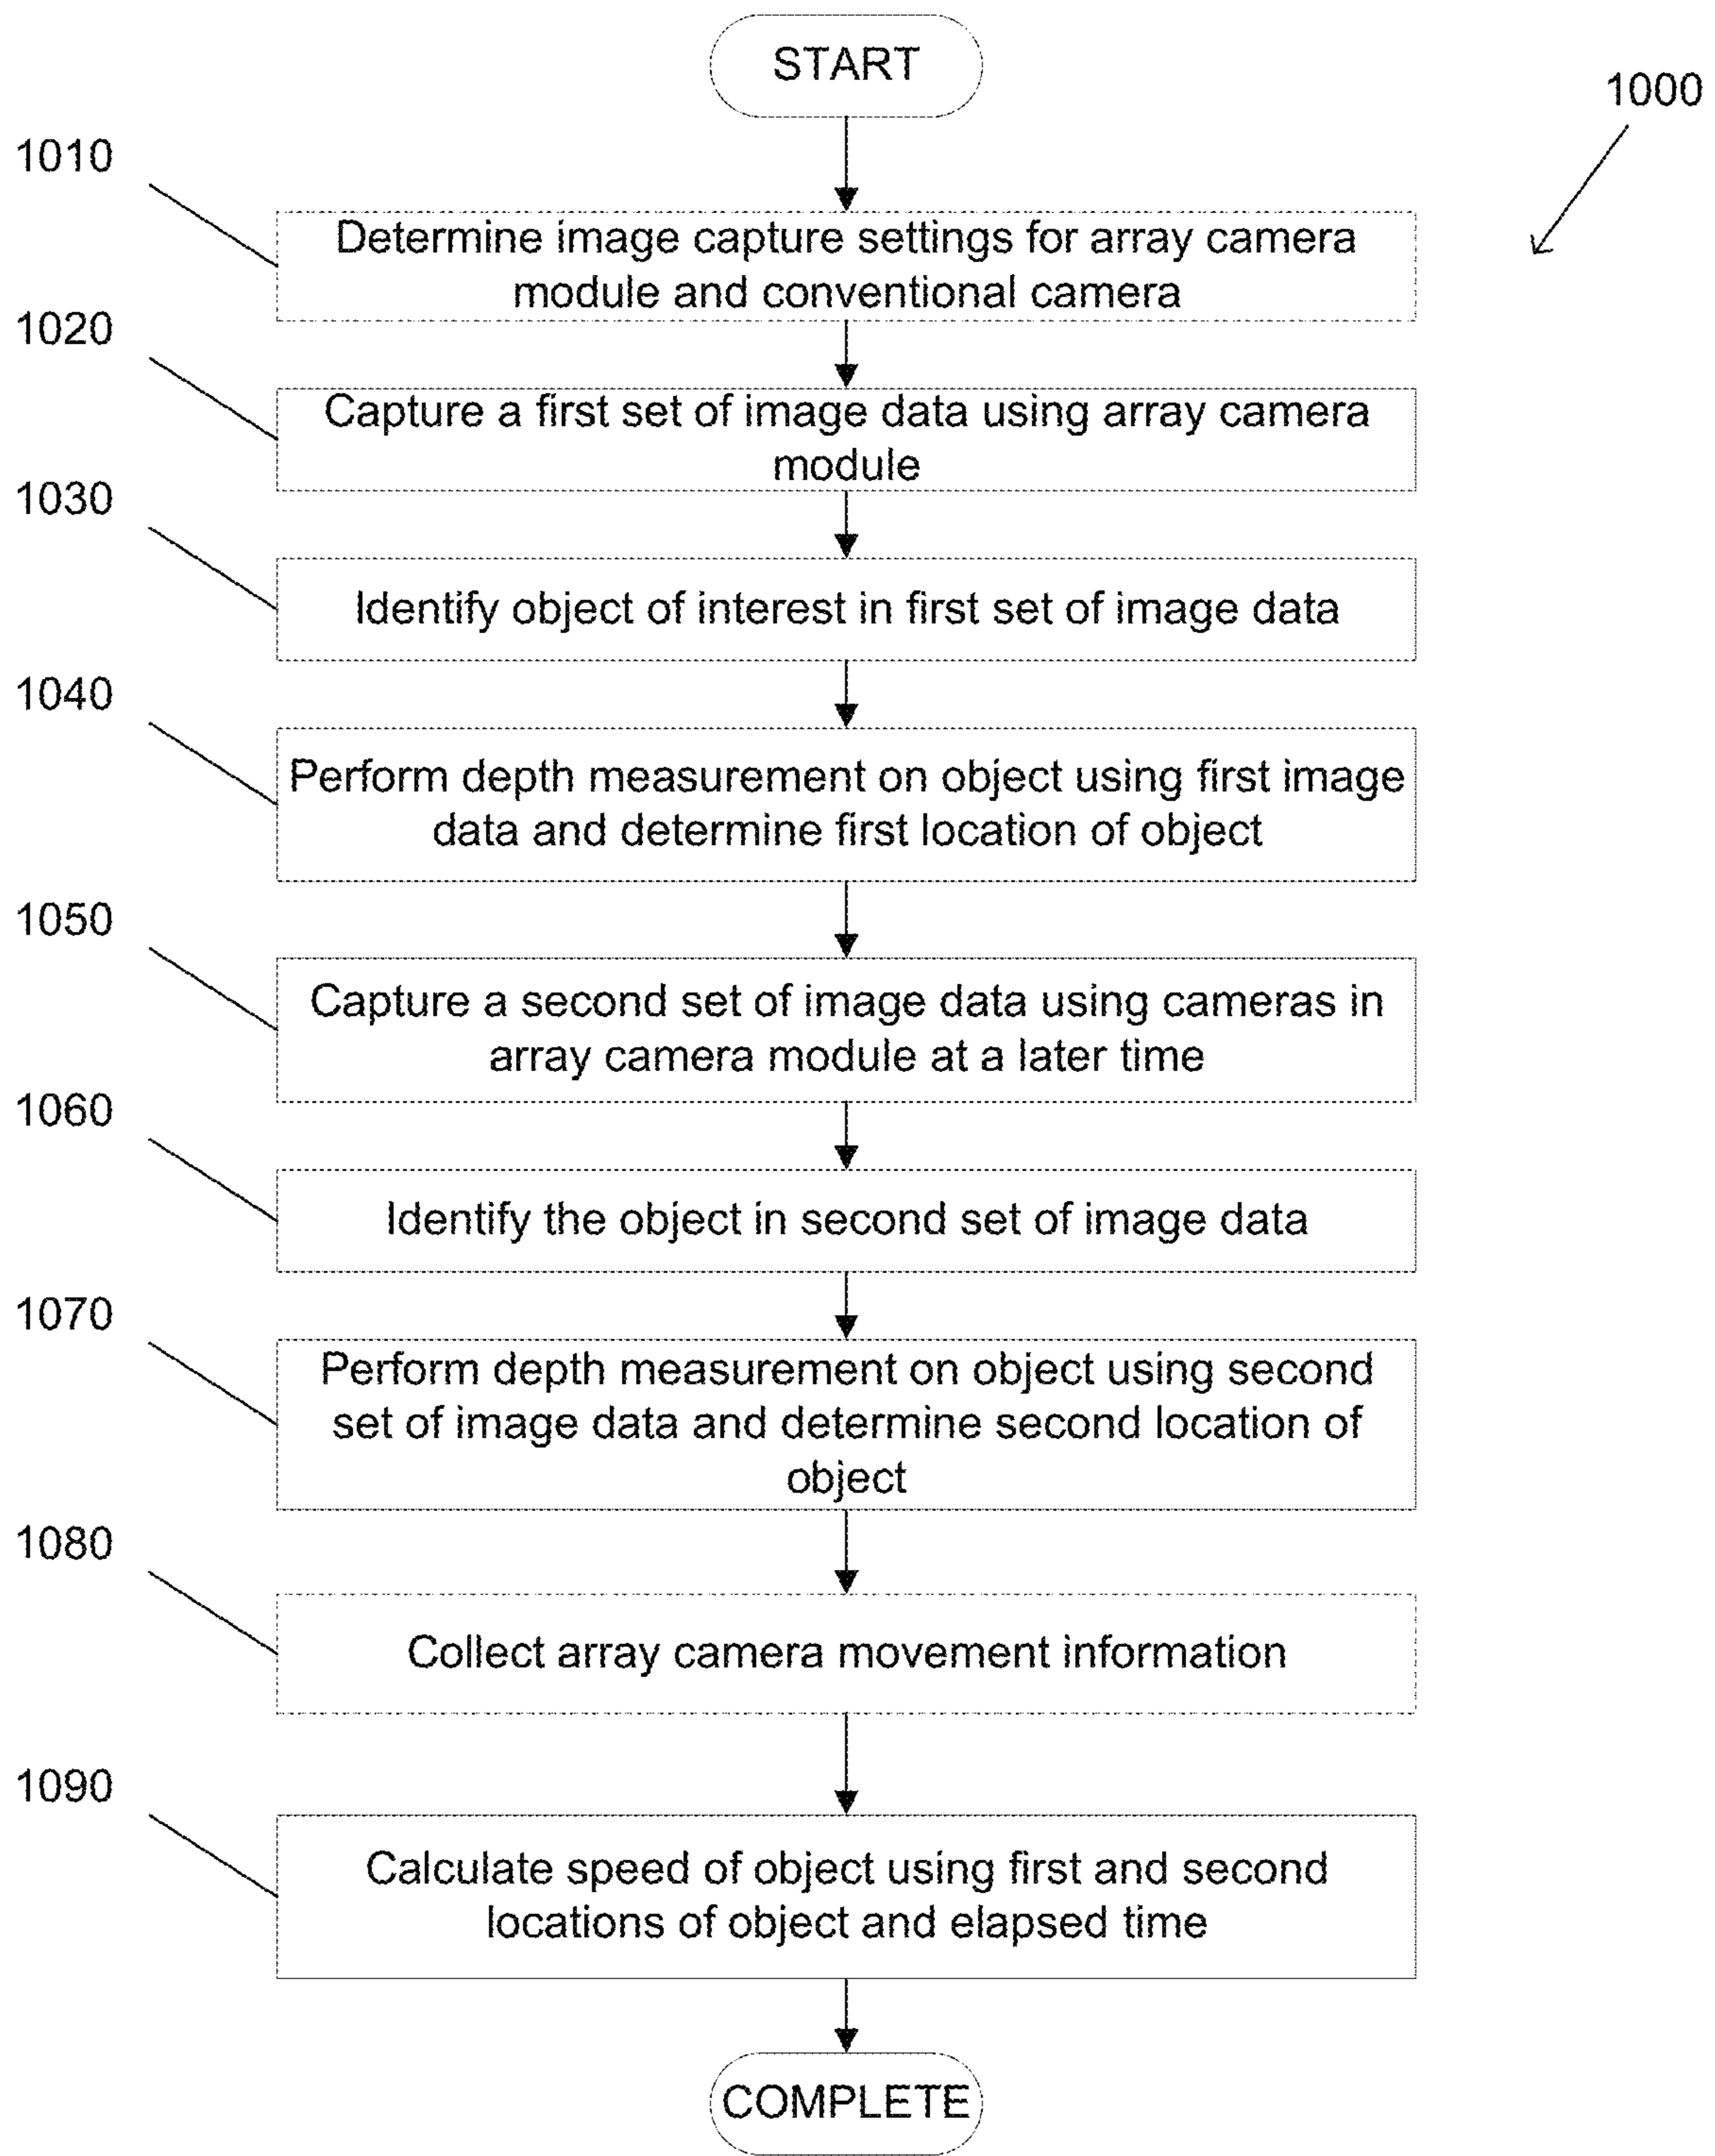 START
1000
1010
Determine image capture settings for array camera
module and conventional camera
1020
Capture a first set of image data using array camera
module
1030
Identify object of interest in first set of image data
1040
Perform depth measurement on object using first image
data and determine first location of object
1050
Capture a second set of image data using cameras in
array camera module at a later time
1060
Identify the object in second set of image data
1070
Perform depth measurement on object using second
set of image data and determine second location of
object
1080
Collect array camera movement information
1090
Calculate speed of object using first and second
locations of object and elapsed time
COMPLETE